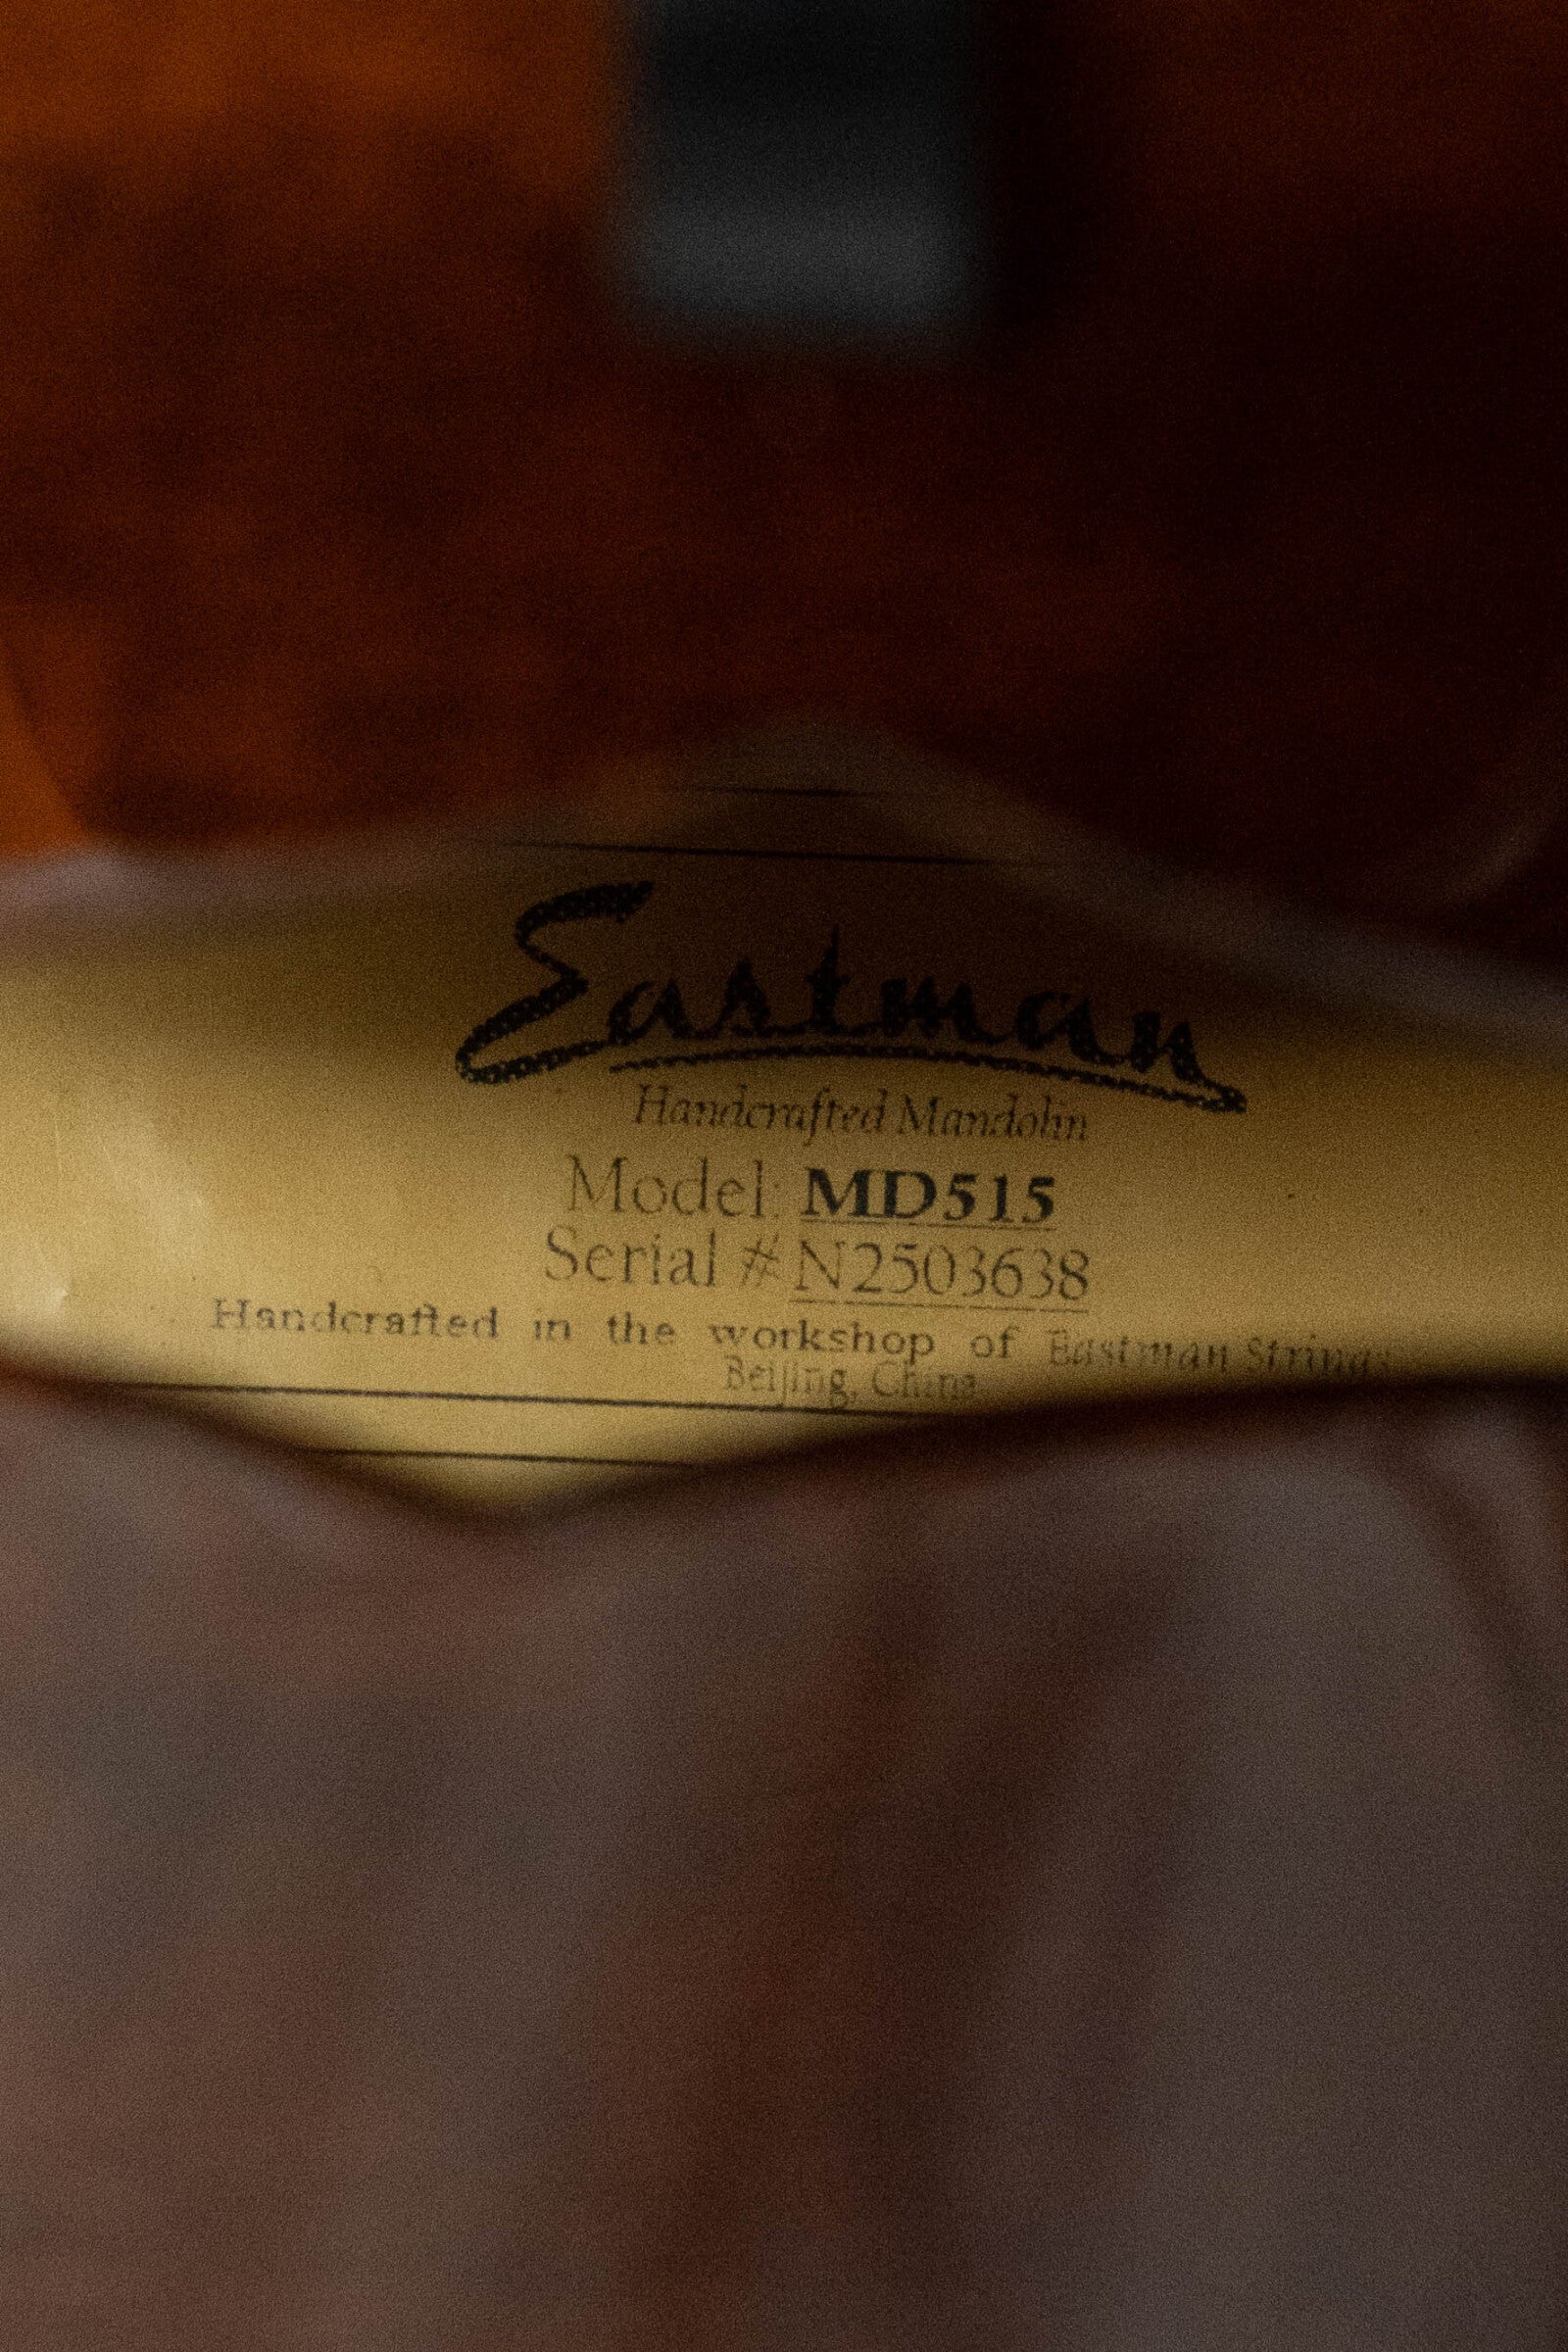 Eastman
Handcrafted Mandolin
Model: MD515
Serial # N2503638
Handcrafted in the workshop of Eastman Strings
Beijing, China